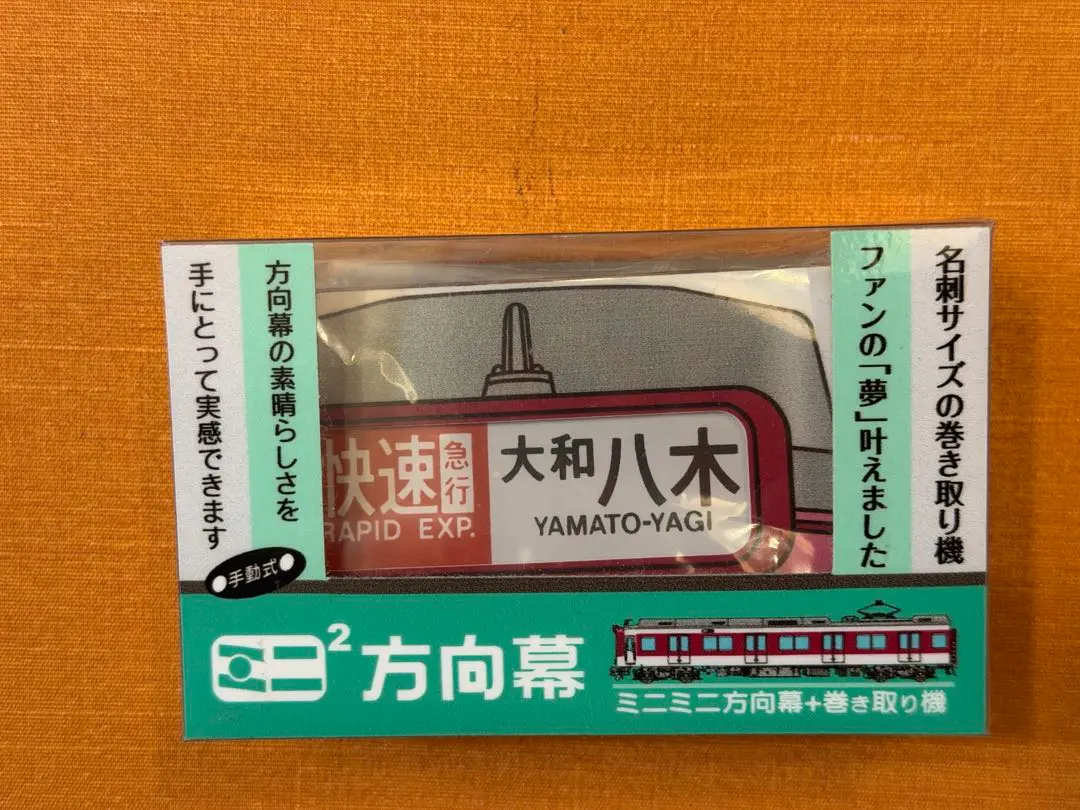 名刺サイズの巻き取り機
ファンの「夢」叶えました
方向幕の素晴らしさを
手にとって実感できます
快速急行
RAPID EXP.
大和八木
YAMATO-YAGI
手動式
2 方向幕
ミニミニ方向幕+巻き取り機